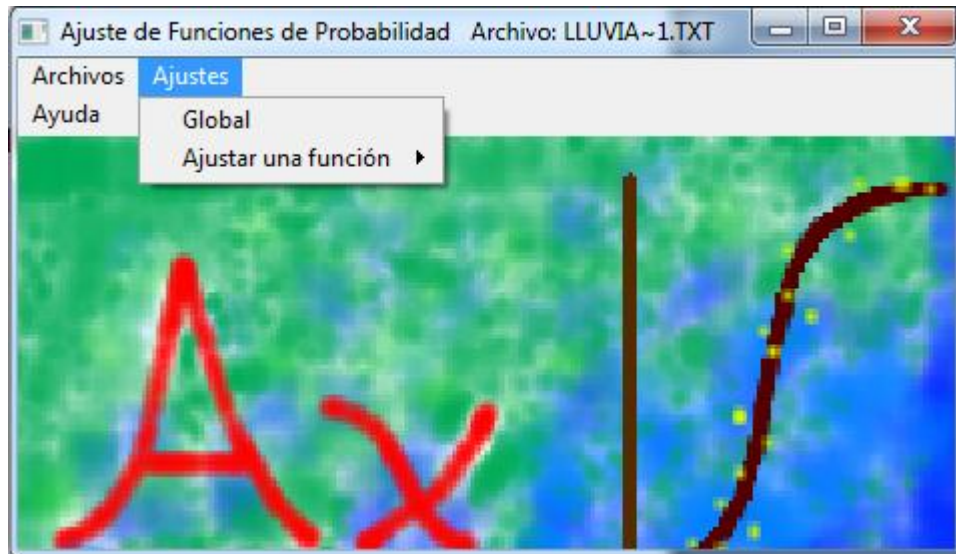 Ajuste de Funciones de Probabilidad Archivo: LLUVIA~1.TXT
Archivos Ajustes
Ayuda
Global
Ajustar una función
Ax